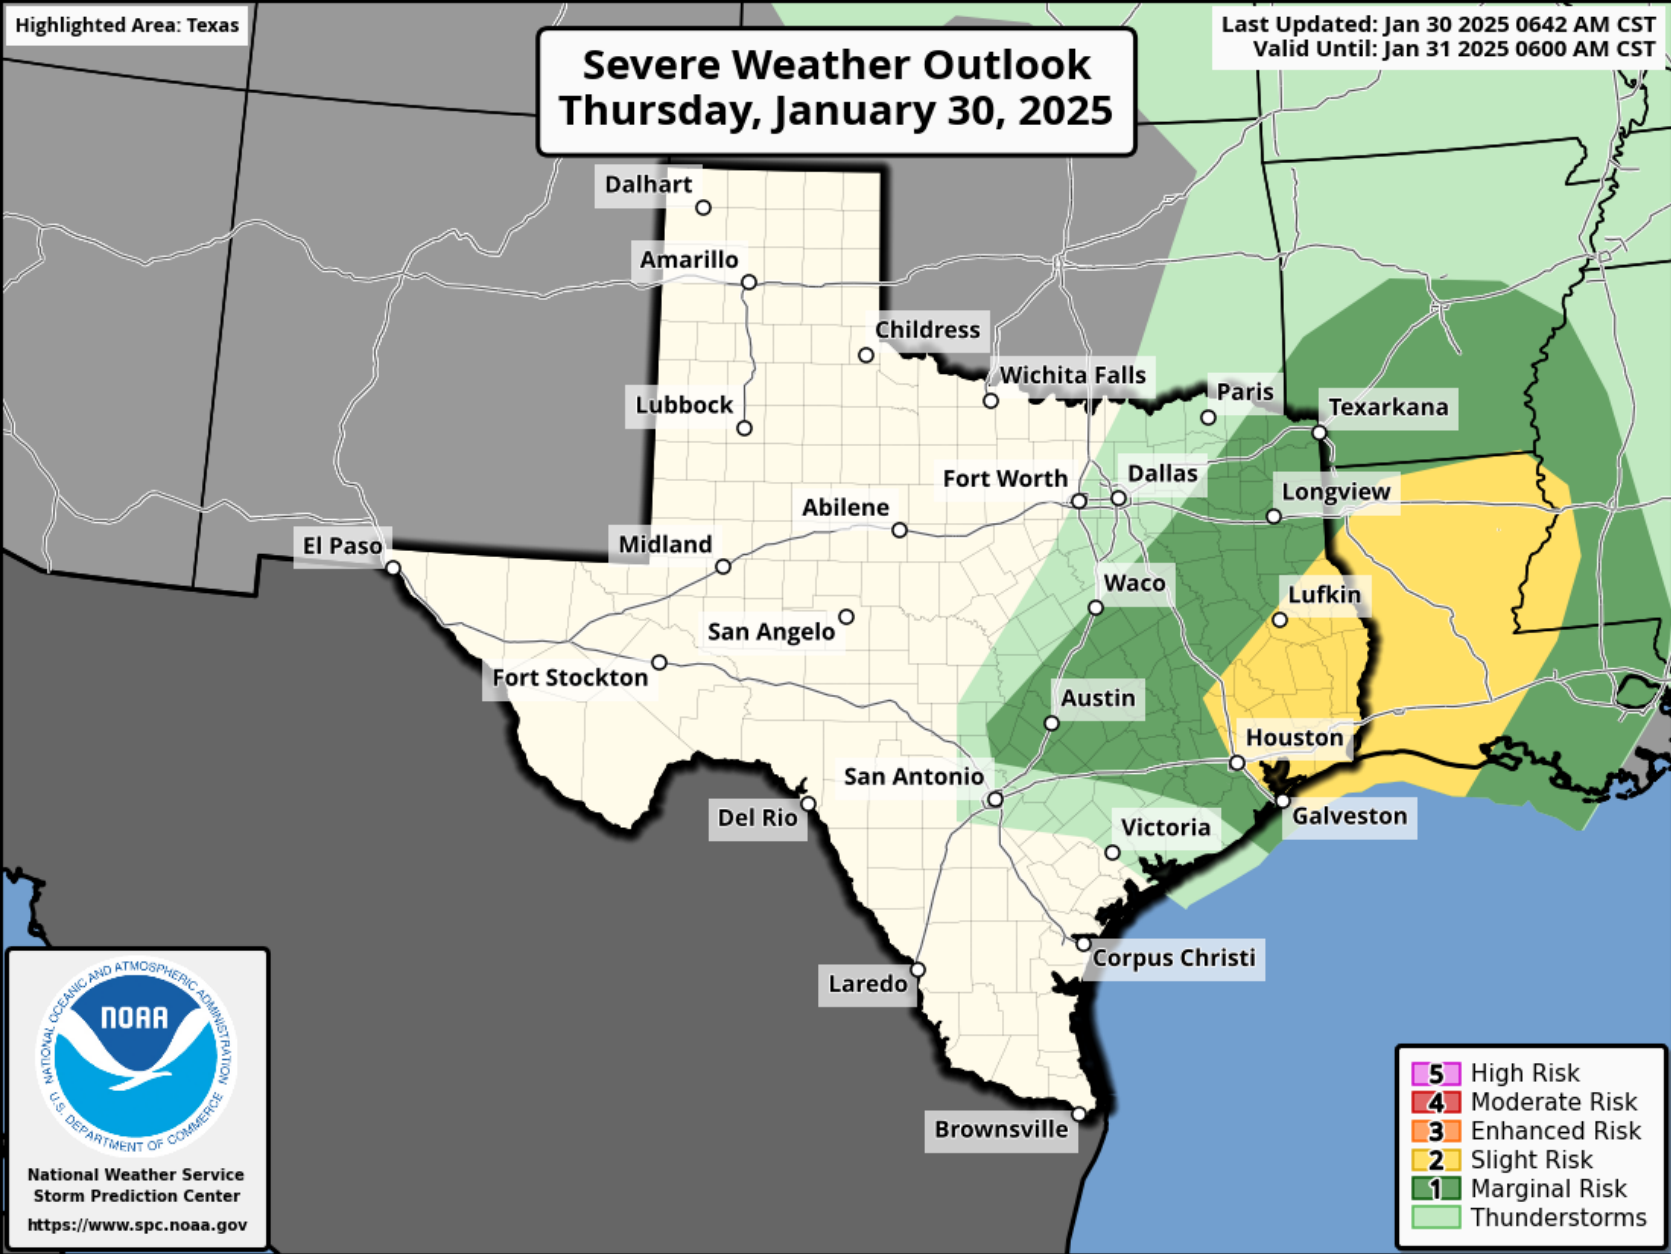 Highlighted Area: Texas
Severe Weather Outlook
Thursday, January 30, 2025
Last Updated: Jan 30 2025 0642 AM CST
Valid Until: Jan 31 2025 0600 AM CST
Dalhart
Amarillo
Childress
Wichita Falls
Paris
Texarkana
Lubbock
Fort Worth
Dallas
Longview
Abilene
El Paso
Midland
Waco
Lufkin
San Angelo
Fort Stockton
Austin
Houston
San Antonio
Del Rio
Galveston
Victoria
Corpus Christi
Laredo
Brownsville
NATIONAL OCEANIC AND ATMOSPHERIC ADMINISTRATION
NOAA
U.S. DEPARTMENT OF COMMERCE
National Weather Service
Storm Prediction Center
https://www.spc.noaa.gov
5 High Risk
4 Moderate Risk
3 Enhanced Risk
2 Slight Risk
1 Marginal Risk
Thunderstorms